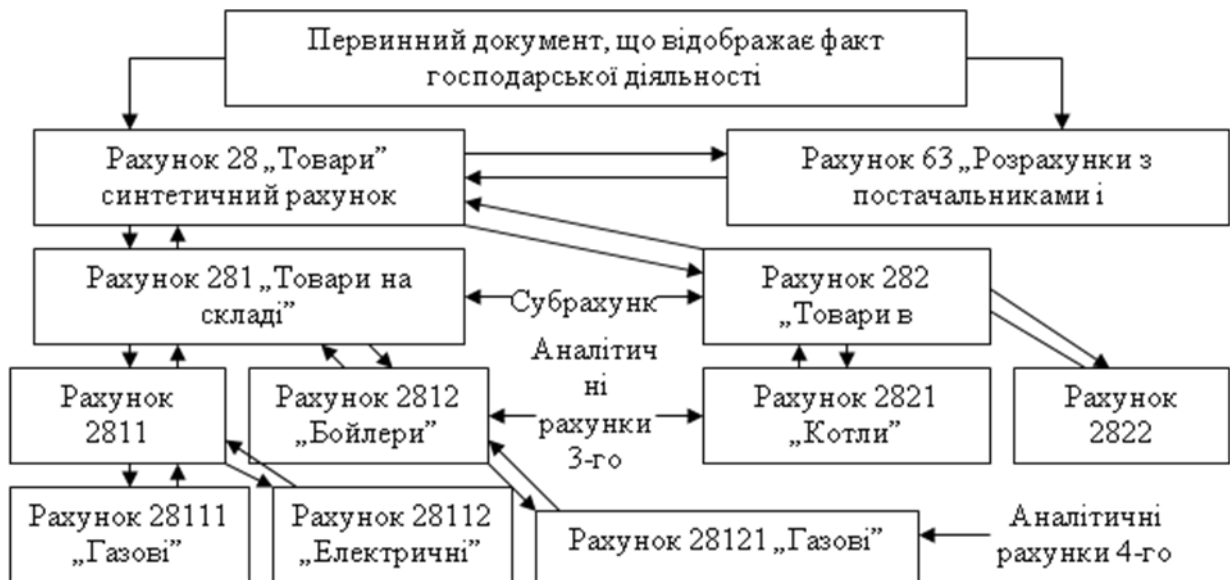 Первинний документ, що відображає факт
господарської діяльності
Рахунок 28 „Товари”
синтетичний рахунок
Рахунок 63 „Розрахунки з
постачальниками і
Рахунок 281 „Товари на
складі”
Субрахунк
Рахунок 282
„Товари в
Аналітич
ні
рахунки
3-го
Рахунок
2811
Рахунок 2812
„Бойлери”
Рахунок 2821
„Котли”
Рахунок
2822
Рахунок 28111
„Газові”
Рахунок 28112
„Електричні”
Рахунок 28121 „Газові”
Аналітичні
рахунки 4-го